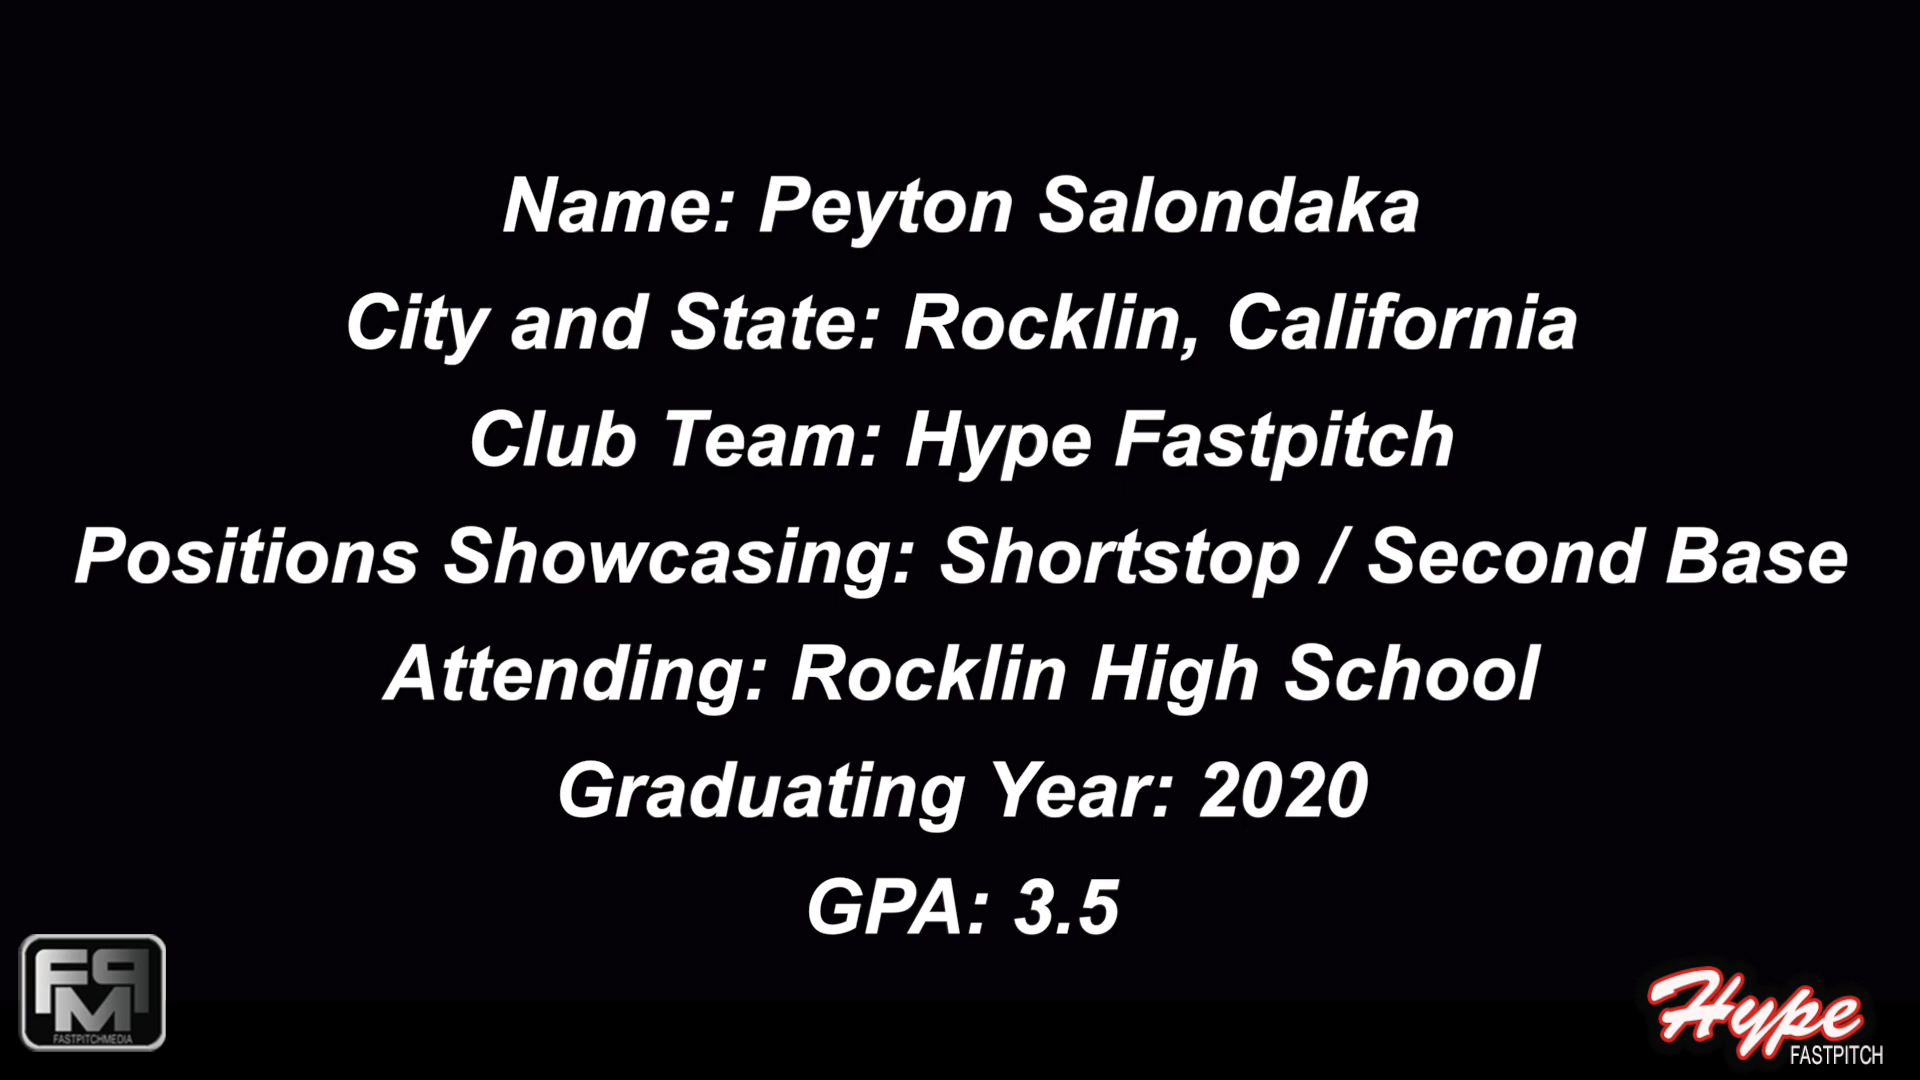 Name: Peyton Salondaka
City and State: Rocklin, California
Club Team: Hype Fastpitch
Positions Showcasing: Shortstop / Second Base
Attending: Rocklin High School
Graduating Year: 2020
GPA: 3.5
FP
M
FASTPITCHMEDIA
Hype
FASTPITCH